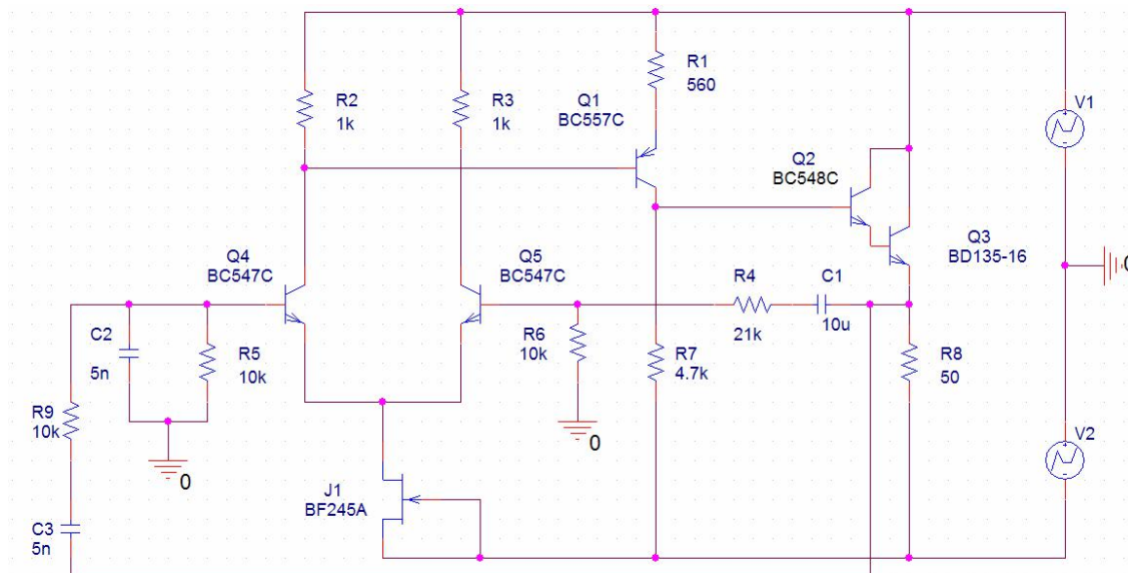 R1
560
R2
1k
R3
1k
Q1
BC557C
V1
Q2
BC548C
Q3
BD135-16
0
Q4
BC547C
Q5
BC547C
R4
21k
C1
10u
C2
5n
R5
10k
R6
10k
R7
4.7k
R8
50
R9
10k
0
0
V2
J1
BF245A
C3
5n